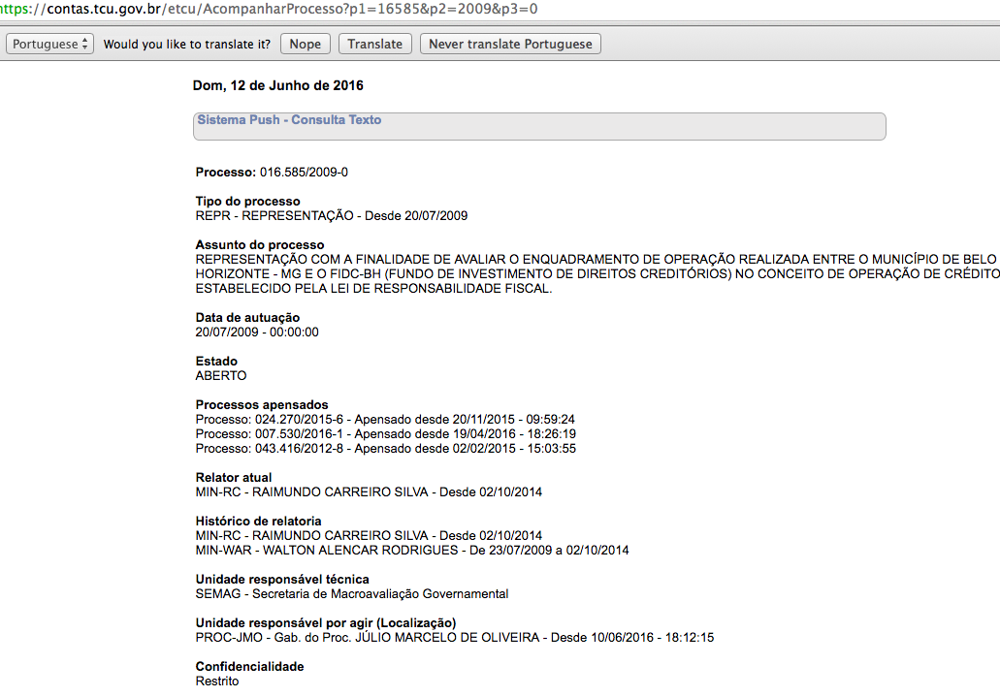 https://contas.tcu.gov.br/etcu/AcompanharProcesso?p1=16585&p2=2009&p3=0
Portuguese Would you like to translate it? Nope Translate Never translate Portuguese
Dom, 12 de Junho de 2016
Sistema Push - Consulta Texto
Processo: 016.585/2009-0
Tipo do processo
REPR - REPRESENTAÇÃO - Desde 20/07/2009
Assunto do processo
REPRESENTAÇÃO COM A FINALIDADE DE AVALIAR O ENQUADRAMENTO DE OPERAÇÃO REALIZADA ENTRE O MUNICÍPIO DE BELO
HORIZONTE - MG E O FIDC-BH (FUNDO DE INVESTIMENTO DE DIREITOS CREDITÓRIOS) NO CONCEITO DE OPERAÇÃO DE CRÉDITO
ESTABELECIDO PELA LEI DE RESPONSABILIDADE FISCAL.
Data de autuação
20/07/2009 - 00:00:00
Estado
ABERTO
Processos apensados
Processo: 024.270/2015-6 - Apensado desde 20/11/2015 - 09:59:24
Processo: 007.530/2016-1 - Apensado desde 19/04/2016 - 18:26:19
Processo: 043.416/2012-8 - Apensado desde 02/02/2015 - 15:03:55
Relator atual
MIN-RC - RAIMUNDO CARREIRO SILVA - Desde 02/10/2014
Histórico de relatoria
MIN-RC - RAIMUNDO CARREIRO SILVA - Desde 02/10/2014
MIN-WAR - WALTON ALENCAR RODRIGUES - De 23/07/2009 a 02/10/2014
Unidade responsável técnica
SEMAG - Secretaria de Macroavaliação Governamental
Unidade responsável por agir (Localização)
PROC-JMO - Gab. do Proc. JÚLIO MARCELO DE OLIVEIRA - Desde 10/06/2016 - 18:12:15
Confidencialidade
Restrito